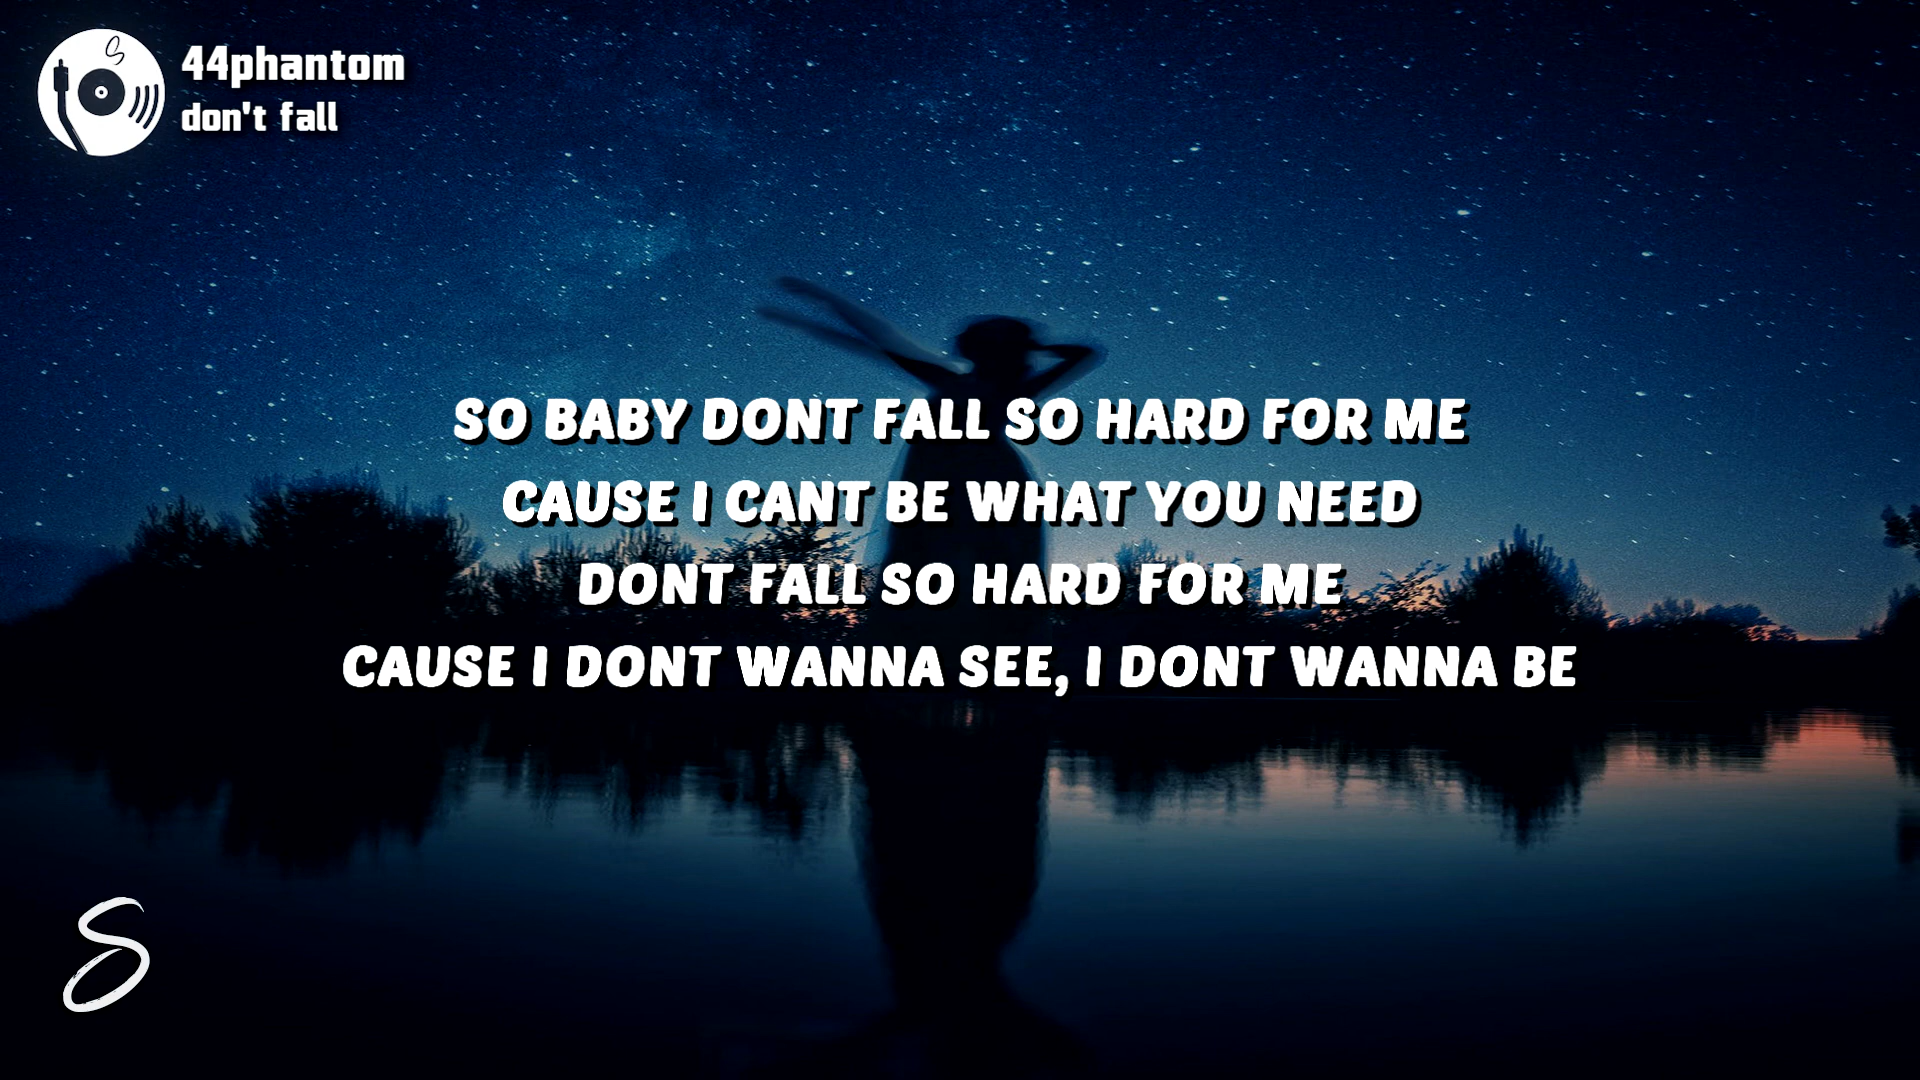 44phantom
don't fall
SO BABY DONT FALL SO HARD FOR ME
CAUSE I CANT BE WHAT YOU NEED
DONT FALL SO HARD FOR ME
CAUSE I DONT WANNA SEE, I DONT WANNA BE
S